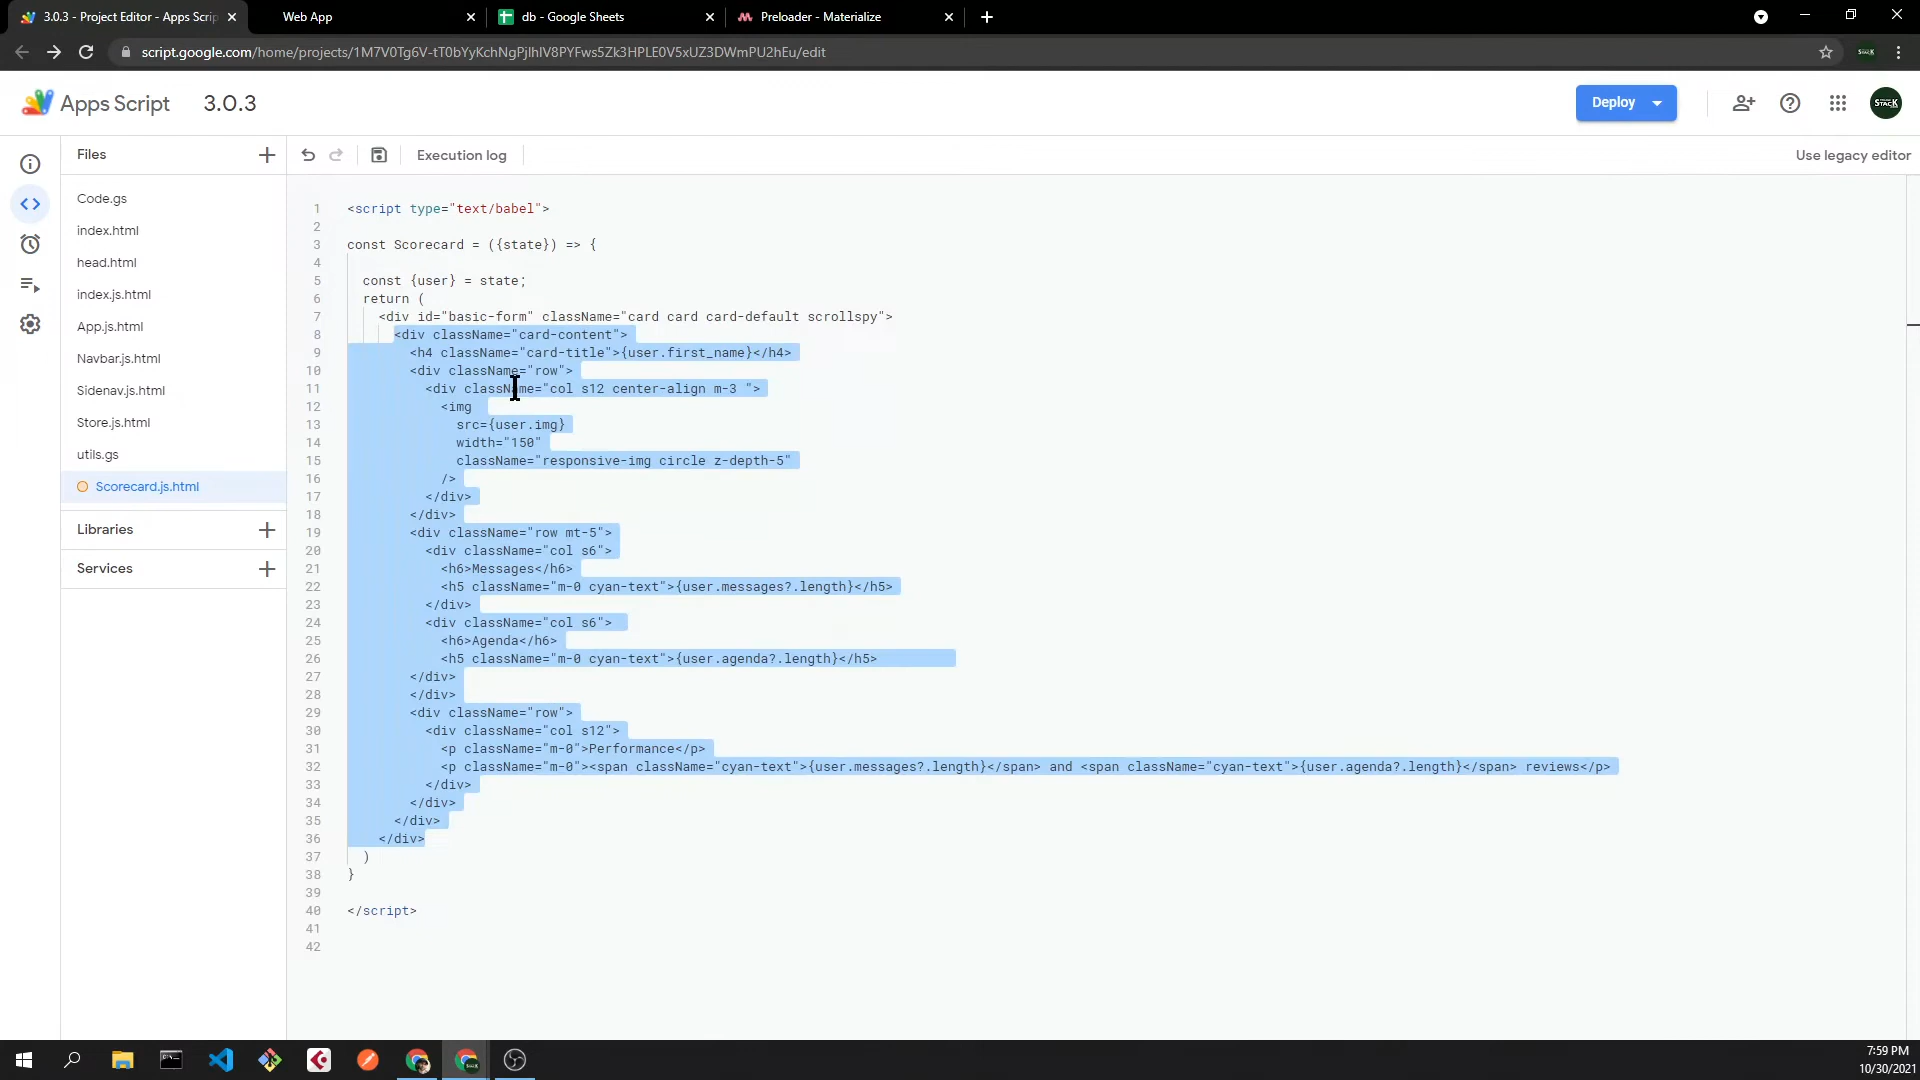 3.0.3 - Project Editor - Apps Scrip
Web App
db - Google Sheets
Preloader - Materialize
script.google.com/home/projects/1M7V0Tg6V-tT0bYyKchNgPjlhIV8PYFws5Zk3HPLE0V5xUZ3DWmPU2hEu/edit
Apps Script
3.0.3
Deploy
STACK
Files
Execution log
Use legacy editor
Code.gs
index.html
head.html
index.js.html
App.js.html
Navbar.js.html
Sidenav.js.html
Store.js.html
utils.gs
Scorecard.js.html
Libraries
Services
1 <script type="text/babel">
2
3 const Scorecard = ({state}) => {
4
5 const {user} = state;
6 return (
7 <div id="basic-form" className="card card card-default scrollspy">
8 <div className="card-content">
9 <h4 className="card-title">{user.first_name}</h4>
10 <div className="row">
11 <div className="col s12 center-align m-3 ">
12 <img
13 src={user.img}
14 width="150"
15 className="responsive-img circle z-depth-5"
16 />
17 </div>
18 </div>
19 <div className="row mt-5">
20 <div className="col s6">
21 <h6>Messages</h6>
22 <h5 className="m-0 cyan-text">{user.messages?.length}</h5>
23 </div>
24 <div className="col s6">
25 <h6>Agenda</h6>
26 <h5 className="m-0 cyan-text">{user.agenda?.length}</h5>
27 </div>
28 </div>
29 <div className="row">
30 <div className="col s12">
31 <p className="m-0">Performance</p>
32 <p className="m-0"><span className="cyan-text">{user.messages?.length}</span> and <span className="cyan-text">{user.agenda?.length}</span> reviews</p>
33 </div>
34 </div>
35 </div>
36 </div>
37 )
38 }
39
40 </script>
41
42
7:59 PM
10/30/2021